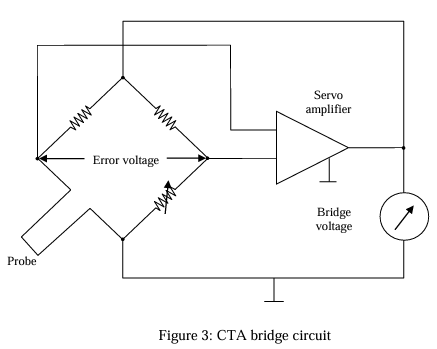 Servo
amplifier
Error voltage
Bridge
voltage
Probe
Figure 3: CTA bridge circuit